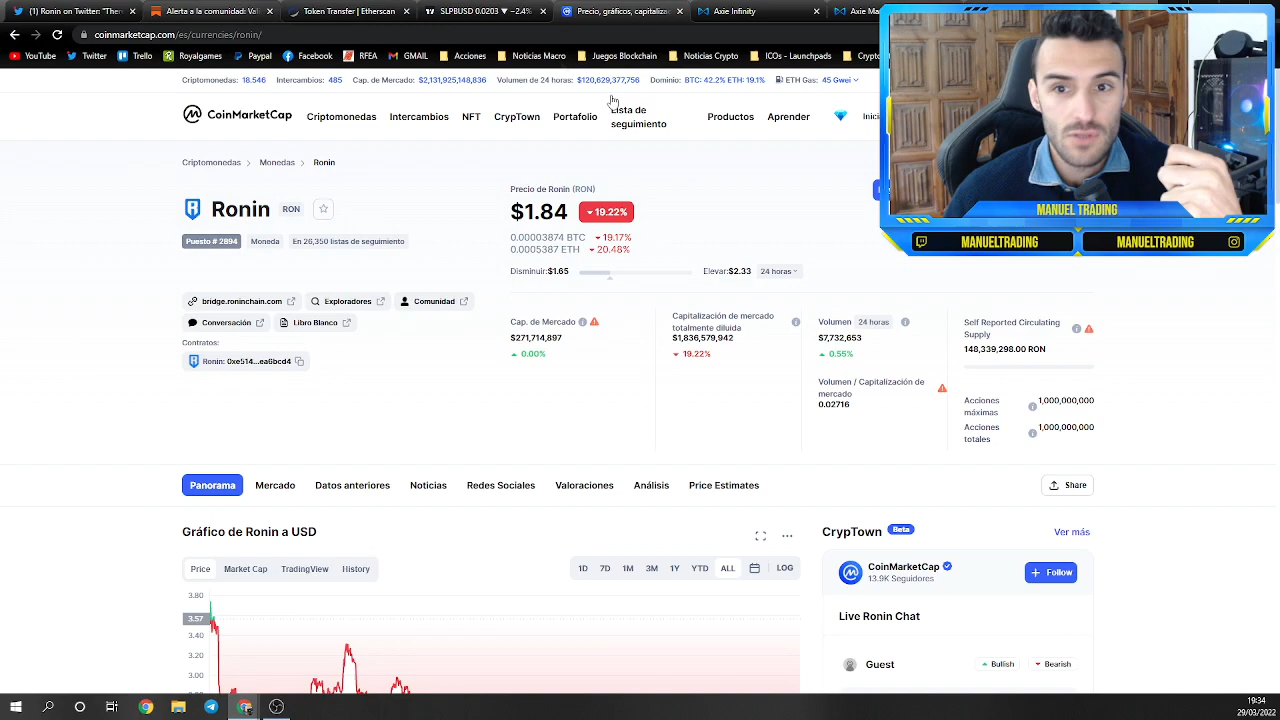 (1) Ronin on Twitter: "There
Alerta a la comunidad Vel
Token Transfer | Etherscan
SLPBUSD 0.0203 ▼ −24%
Precio, gráficos, capitaliza
Axie Ma
Axie Ma
coinmarketcap.com/es/currencies/ronin/
YouTube
Twitter
Trello
Royalgames
Paypal
Facebook
RFEA
GMAIL
Acciones
Noticias Macro
Juegos Blockchain
Noticias Crypto
ICOs - Launchpads
Crypto
Criptomonedas: 18.546 Intercambios: 485 Cap. de Mercado: $2,131,925,148,836 Volumen de 24 horas: $120,629,377,756 Dominio: BTC: 42.2% ETH: 19.1% ETH Gas: 45 Gwei
CoinMarketCap
Criptomonedas
Intercambios
NFT
CrypTown
Portafolio
Lista de
seguimiento
Productos
Aprender
Inici
Criptomonedas > Monedas > Ronin
Ronin RON
Puesto # 2894
Moneda
En 26,350 listas de seguimiento
Precio de Ronin (RON)
$1.84 19.22%
0.00003874 BTC 19.17%
0.0005387 ETH 20.48%
Disminuir:$1.65
Elevar:$2.33
24 horas
MANUEL TRADING
MANUELTRADING
MANUELTRADING
bridge.roninchain.com
Exploradores
Comunidad
Conversación
Libro Blanco
Contratos:
Ronin: 0xe514...ea6bcd4
Cap. de Mercado
$271,714,897
0.00%
Capitalización de mercado
totalmente diluida
$1,836,579,942
19.22%
Volumen 24 horas
$7,732,653
0.55%
Volumen / Capitalización de
mercado
0.02716
Self Reported Circulating
Supply
148,339,298.00 RON
Acciones
máximas
1,000,000,000
Acciones
totales
1,000,000,000
Panorama
Mercado
Datos anteriores
Noticias
Redes Sociales
Valoraciones
Análisis
Price Estimates
Share
Gráfico de Ronin a USD
Price
Market Cap
TradingView
History
1D
7D
1M
3M
1Y
YTD
ALL
LOG
3.80
3.57
3.40
3.20
3.00
2.80
CrypTown Beta
Ver más
CoinMarketCap
13.9K Seguidores
+ Follow
Live Ronin Chat
Guest
Bullish
Bearish
19:34
29/03/2022